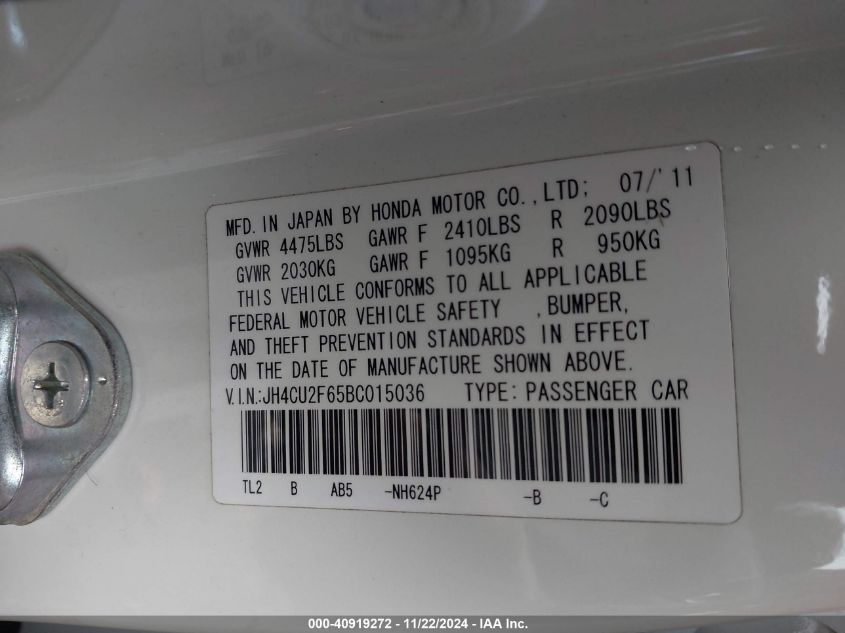 MFD. IN JAPAN BY HONDA MOTOR CO., LTD; 07/'11
GVWR 4475LBS GAWR F 2410LBS R 2090LBS
GVWR 2030KG GAWR F 1095KG R 950KG
THIS VEHICLE CONFORMS TO ALL APPLICABLE
FEDERAL MOTOR VEHICLE SAFETY , BUMPER,
AND THEFT PREVENTION STANDARDS IN EFFECT
ON THE DATE OF MANUFACTURE SHOWN ABOVE.
V.I.N.:JH4CU2F65BC015036 TYPE: PASSENGER CAR
TL2 B AB5 -NH624P -B -C
000-40919272 - 11/22/2024 - IAA Inc.